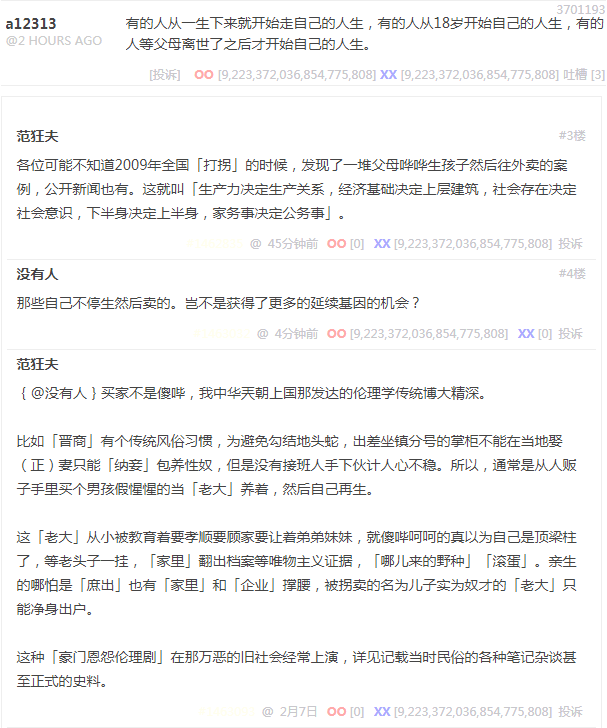 3701193
a12313
@2 HOURS AGO
有的人从一生下来就开始走自己的人生，有的人从18岁开始自己的人生，有的
人等父母离世了之后才开始自己的人生。
[投诉] OO [9,223,372,036,854,775,808] XX [9,223,372,036,854,775,808] 吐槽 [3]
范狂夫 #3楼
各位可能不知道2009年全国「打拐」的时候，发现了一堆父母哗哗生孩子然后往外卖的案
例，公开新闻也有。这就叫「生产力决定生产关系，经济基础决定上层建筑，社会存在决定
社会意识，下半身决定上半身，家务事决定公务事」。
@ 45分钟前 OO [0] XX [9,223,372,036,854,775,808] 投诉
没有人 #4楼
那些自己不停生然后卖的。岂不是获得了更多的延续基因的机会？
@ 4分钟前 OO [9,223,372,036,854,775,808] XX [0] 投诉
范狂夫
{ @没有人 } 买家不是傻哔，我中华天朝上国那发达的伦理学传统博大精深。
比如「晋商」有个传统风俗习惯，为避免勾结地头蛇，出差坐镇分号的掌柜不能在当地娶
（正）妻只能「纳妾」包养性奴，但是没有接班人手下伙计人心不稳。所以，通常是从人贩
子手里买个男孩假惺惺的当「老大」养着，然后自己再生。
这「老大」从小被教育着要孝顺要顾家要让着弟弟妹妹，就傻哔呵呵的真以为自己是顶梁柱
了，等老头子一挂，「家里」翻出档案等唯物主义证据，「哪儿来的野种」「滚蛋」。亲生
的哪怕是「庶出」也有「家里」和「企业」撑腰，被拐卖的名为儿子实为奴才的「老大」只
能净身出户。
这种「豪门恩怨伦理剧」在那万恶的旧社会经常上演，详见记载当时民俗的各种笔记杂谈甚
至正式的史料。
@ 2月7日 OO [0] XX [9,223,372,036,854,775,808] 投诉